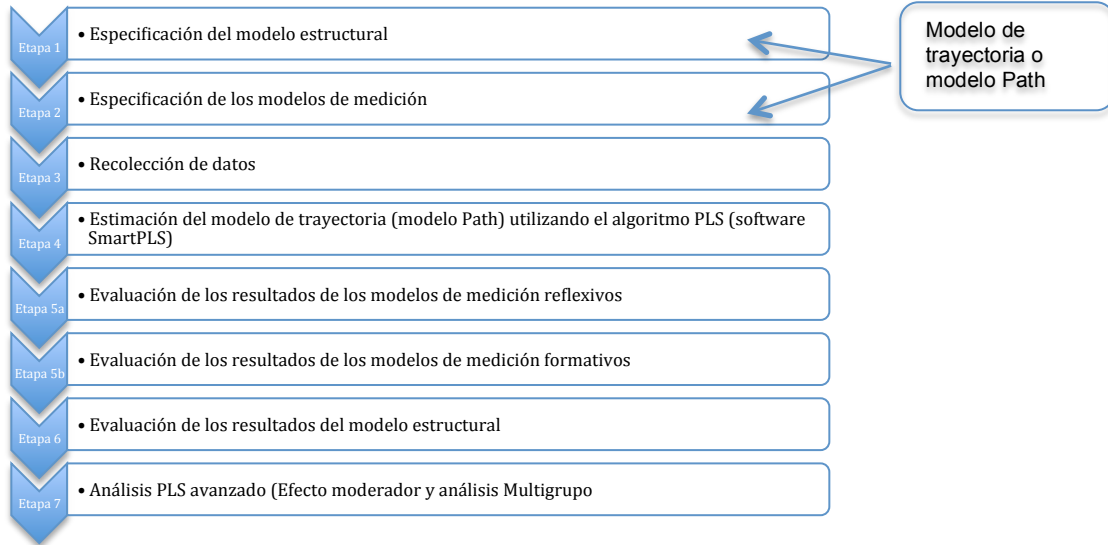 Etapa 1
• Especificación del modelo estructural
Modelo de
trayectoria o
modelo Path
Etapa 2
• Especificación de los modelos de medición
Etapa 3
• Recolección de datos
Etapa 4
• Estimación del modelo de trayectoria (modelo Path) utilizando el algoritmo PLS (software
SmartPLS)
Etapa 5a
• Evaluación de los resultados de los modelos de medición reflexivos
Etapa 5b
• Evaluación de los resultados de los modelos de medición formativos
Etapa 6
• Evaluación de los resultados del modelo estructural
Etapa 7
• Análisis PLS avanzado (Efecto moderador y análisis Multigrupo